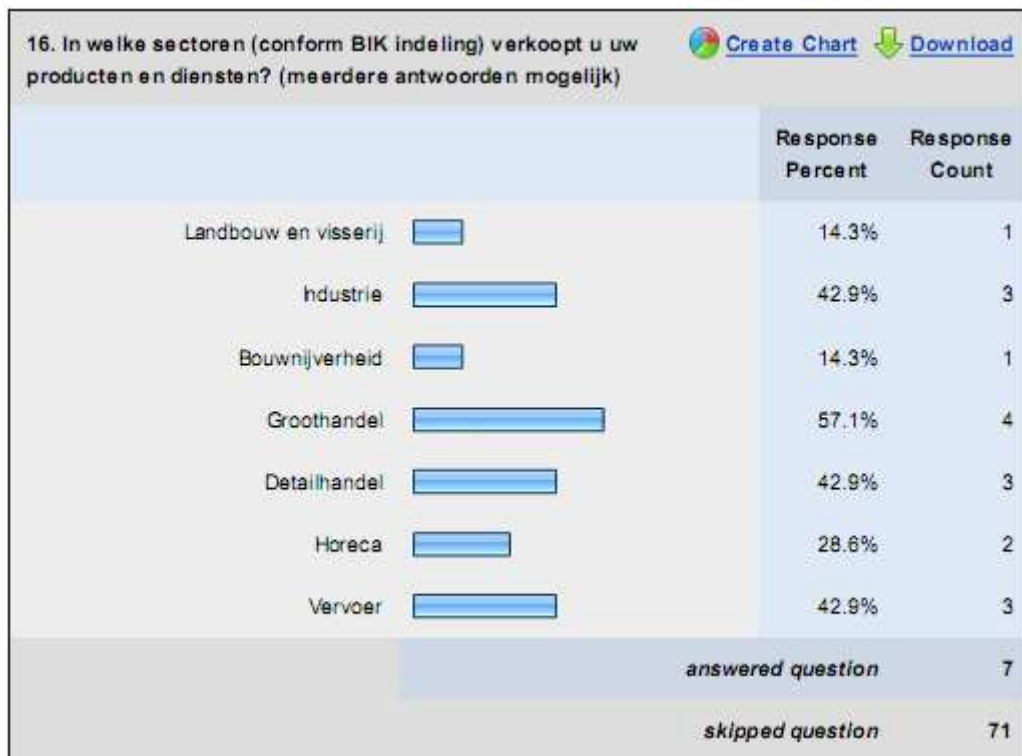 16. In welke sectoren (conform BIK indeling) verkoopt u uw
producten en diensten? (meerdere antwoorden mogelijk)
Create Chart Download
Response Percent Response Count
Landbouw en visserij 14.3% 1
Industrie 42.9% 3
Bouwnijverheid 14.3% 1
Groothandel 57.1% 4
Detailhandel 42.9% 3
Horeca 28.6% 2
Vervoer 42.9% 3
answered question 7
skipped question 71